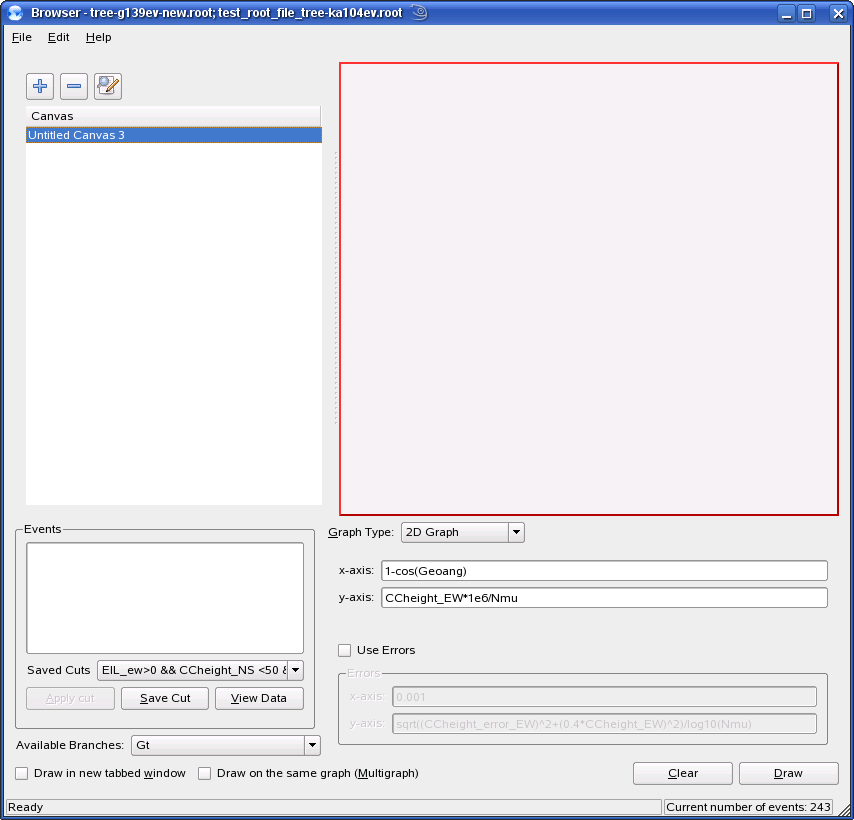 Browser - tree-g139ev-new.root; test_root_file_tree-ka104ev.root
File Edit Help
Canvas
Untitled Canvas 3
Events
Graph Type: 2D Graph
x-axis: 1-cos(Geoang)
y-axis: CCheight_EW*1e6/Nmu
Use Errors
Saved Cuts EIL_ew>0 && CCheight_NS <50 &
Errors
x-axis: 0.001
Apply cut Save Cut View Data
y-axis: sqrt((CCheight_error_EW)^2+(0.4*CCheight_EW)^2)/log10(Nmu)
Available Branches: Gt
Draw in new tabbed window Draw on the same graph (Multigraph) Clear Draw
Ready Current number of events: 243